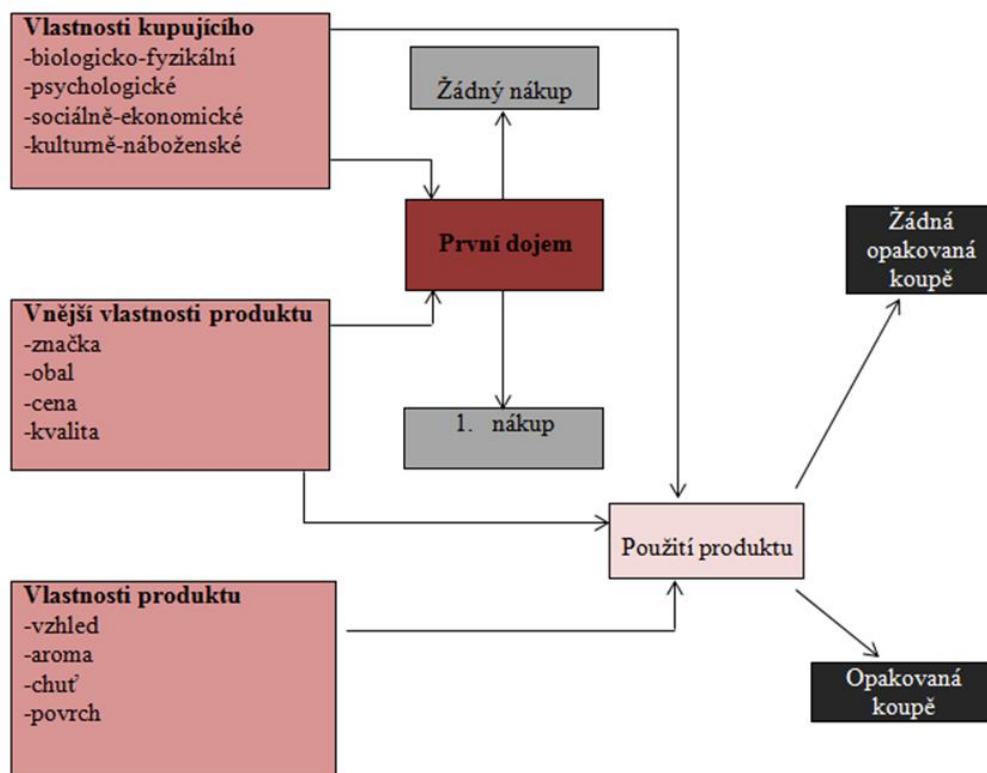 Vlastnosti kupujícího
-biologicko-fyzikální
-psychologické
-sociálně-ekonomické
-kulturně-náboženské
Žádný nákup
První dojem
Žádná
opakovaná
koupě
Vnější vlastnosti produktu
-značka
-obal
-cena
-kvalita
1. nákup
Použití produktu
Vlastnosti produktu
-vzhled
-aroma
-chuť
-povrch
Opakovaná
koupě